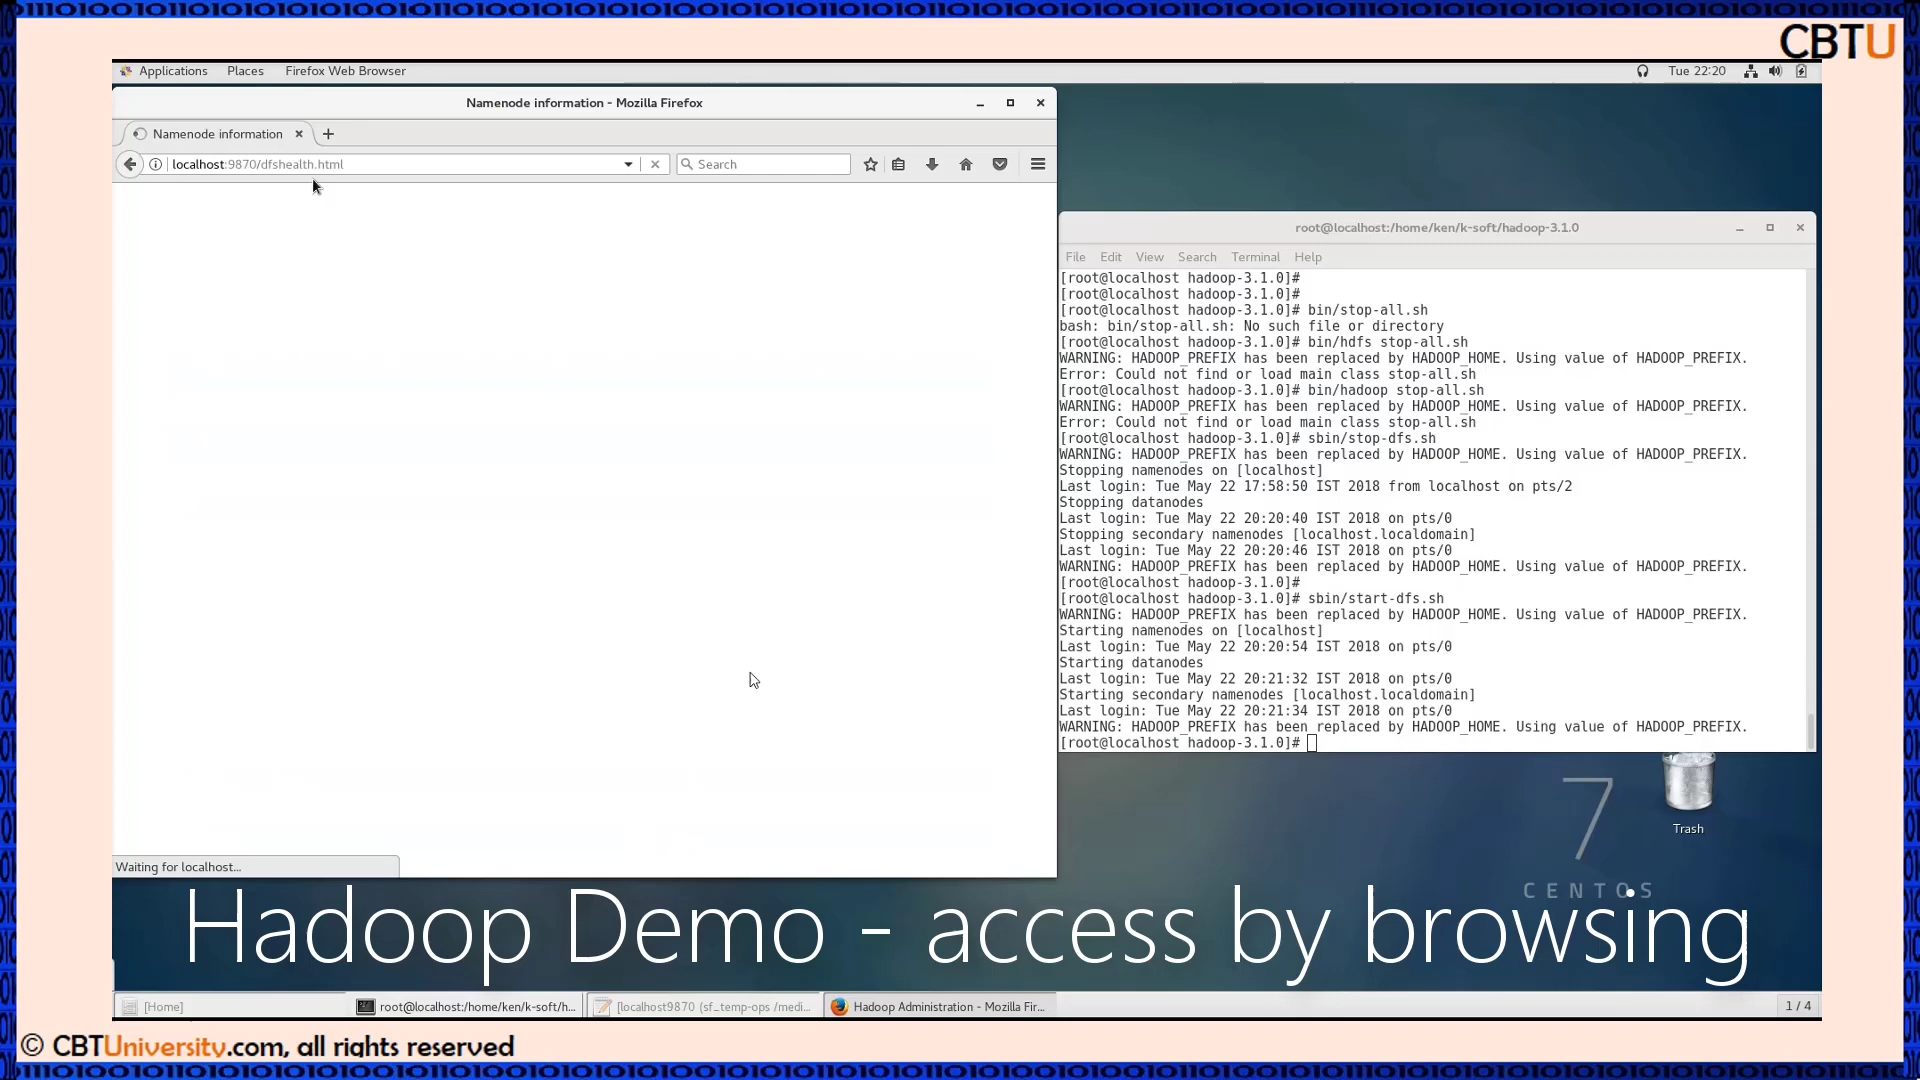 CBTU
Applications Places Firefox Web Browser Tue 22:20
Namenode information - Mozilla Firefox
Namenode information
localhost:9870/dfshealth.html Search
root@localhost:/home/ken/k-soft/hadoop-3.1.0
File Edit View Search Terminal Help
[root@localhost hadoop-3.1.0]#
[root@localhost hadoop-3.1.0]#
[root@localhost hadoop-3.1.0]# bin/stop-all.sh
bash: bin/stop-all.sh: No such file or directory
[root@localhost hadoop-3.1.0]# bin/hdfs stop-all.sh
WARNING: HADOOP_PREFIX has been replaced by HADOOP_HOME. Using value of HADOOP_PREFIX.
Error: Could not find or load main class stop-all.sh
[root@localhost hadoop-3.1.0]# bin/hadoop stop-all.sh
WARNING: HADOOP_PREFIX has been replaced by HADOOP_HOME. Using value of HADOOP_PREFIX.
Error: Could not find or load main class stop-all.sh
[root@localhost hadoop-3.1.0]# sbin/stop-dfs.sh
WARNING: HADOOP_PREFIX has been replaced by HADOOP_HOME. Using value of HADOOP_PREFIX.
Stopping namenodes on [localhost]
Last login: Tue May 22 17:58:50 IST 2018 from localhost on pts/2
Stopping datanodes
Last login: Tue May 22 20:20:40 IST 2018 on pts/0
Stopping secondary namenodes [localhost.localdomain]
Last login: Tue May 22 20:20:46 IST 2018 on pts/0
WARNING: HADOOP_PREFIX has been replaced by HADOOP_HOME. Using value of HADOOP_PREFIX.
[root@localhost hadoop-3.1.0]#
[root@localhost hadoop-3.1.0]# sbin/start-dfs.sh
WARNING: HADOOP_PREFIX has been replaced by HADOOP_HOME. Using value of HADOOP_PREFIX.
Starting namenodes on [localhost]
Last login: Tue May 22 20:20:54 IST 2018 on pts/0
Starting datanodes
Last login: Tue May 22 20:21:32 IST 2018 on pts/0
Starting secondary namenodes [localhost.localdomain]
Last login: Tue May 22 20:21:34 IST 2018 on pts/0
WARNING: HADOOP_PREFIX has been replaced by HADOOP_HOME. Using value of HADOOP_PREFIX.
[root@localhost hadoop-3.1.0]#
7
Trash
Waiting for localhost...
CENTOS
Hadoop Demo - access by browsing
[Home] root@localhost:/home/ken/k-soft/h... [localhost9870 (sf_temp-ops /medi... Hadoop Administration - Mozilla Fir... 1 / 4
© CBTUniversity.com, all rights reserved